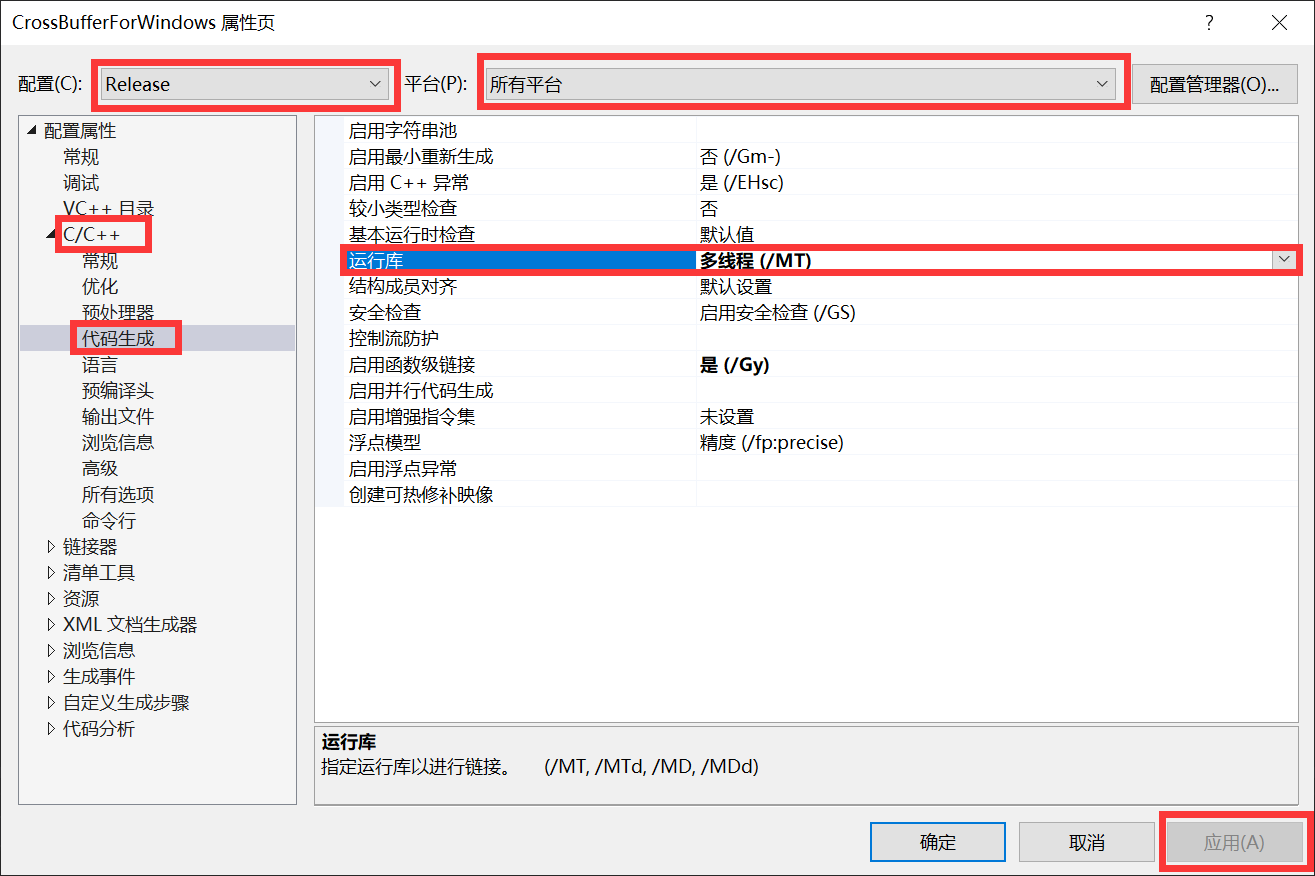 CrossBufferForWindows 属性页
配置(C): Release 平台(P): 所有平台 配置管理器(O)...
配置属性
常规
调试
VC++ 目录
C/C++
常规
优化
预处理器
代码生成
语言
预编译头
输出文件
浏览信息
高级
所有选项
命令行
链接器
清单工具
资源
XML 文档生成器
浏览信息
生成事件
自定义生成步骤
代码分析
启用字符串池
启用最小重新生成 否 (/Gm-)
启用 C++ 异常 是 (/EHsc)
较小类型检查 否
基本运行时检查 默认值
运行库 多线程 (/MT)
结构成员对齐 默认设置
安全检查 启用安全检查 (/GS)
控制流防护
启用函数级链接 是 (/Gy)
启用并行代码生成
启用增强指令集 未设置
浮点模型 精度 (/fp:precise)
启用浮点异常
创建可热修补映像
运行库
指定运行库以进行链接。 (/MT, /MTd, /MD, /MDd)
确定 取消 应用(A)